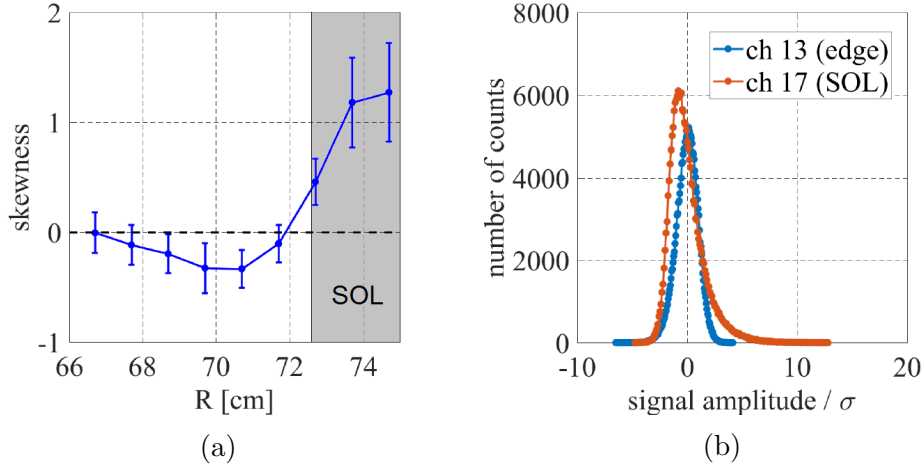 2
1
0
-1
skewness
SOL
66
68
70
72
74
R [cm]
(a)
8000
6000
4000
2000
0
number of counts
ch 13 (edge)
ch 17 (SOL)
-10
0
10
20
signal amplitude / σ
(b)